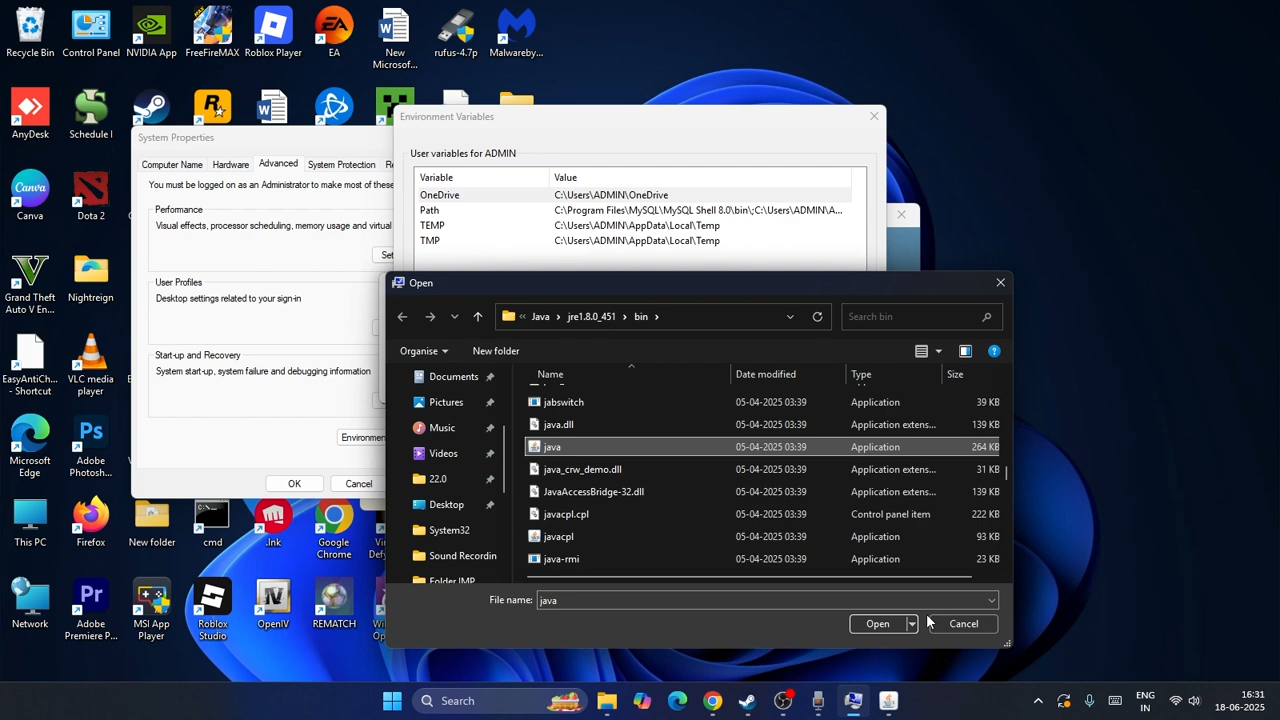 Recycle Bin
Control Panel
NVIDIA App
FreeFireMAX
Roblox Player
EA
New Microsof...
rufus-4.7p
Malwareby...
AnyDesk
Schedule I
Canva
Dota 2
Grand Theft Auto V En...
Nightreign
EasyAntiCh... - Shortcut
VLC media player
Microsoft Edge
Adobe Photosh...
This PC
Firefox
New folder
cmd
.lnk
Google Chrome
Network
Adobe Premiere P...
MSI App Player
Roblox Studio
OpenIV
REMATCH
System Properties
Computer Name
Hardware
Advanced
System Protection
You must be logged on as an Administrator to make most of these
Performance
Visual effects, processor scheduling, memory usage and virtual
User Profiles
Desktop settings related to your sign-in
Start-up and Recovery
System start-up, system failure and debugging information
Environmen
OK
Cancel
Environment Variables
User variables for ADMIN
Variable Value
OneDrive C:\Users\ADMIN\OneDrive
Path C:\Program Files\MySQL\MySQL Shell 8.0\bin\;C:\Users\ADMIN\A...
TEMP C:\Users\ADMIN\AppData\Local\Temp
TMP C:\Users\ADMIN\AppData\Local\Temp
Open
« Java › jre1.8.0_451 › bin ›
Search bin
Organise
New folder
Documents
Pictures
Music
Videos
22.0
Desktop
System32
Sound Recordin
Folder IMP
Name Date modified Type Size
jabswitch 05-04-2025 03:39 Application 39 KB
java.dll 05-04-2025 03:39 Application extens... 139 KB
java 05-04-2025 03:39 Application 264 KB
java_crw_demo.dll 05-04-2025 03:39 Application extens... 31 KB
JavaAccessBridge-32.dll 05-04-2025 03:39 Application extens... 139 KB
javacpl.cpl 05-04-2025 03:39 Control panel item 222 KB
javacpl 05-04-2025 03:39 Application 93 KB
java-rmi 05-04-2025 03:39 Application 23 KB
File name: java
Open
Cancel
Search
ENG
IN
16:31
18-06-2025